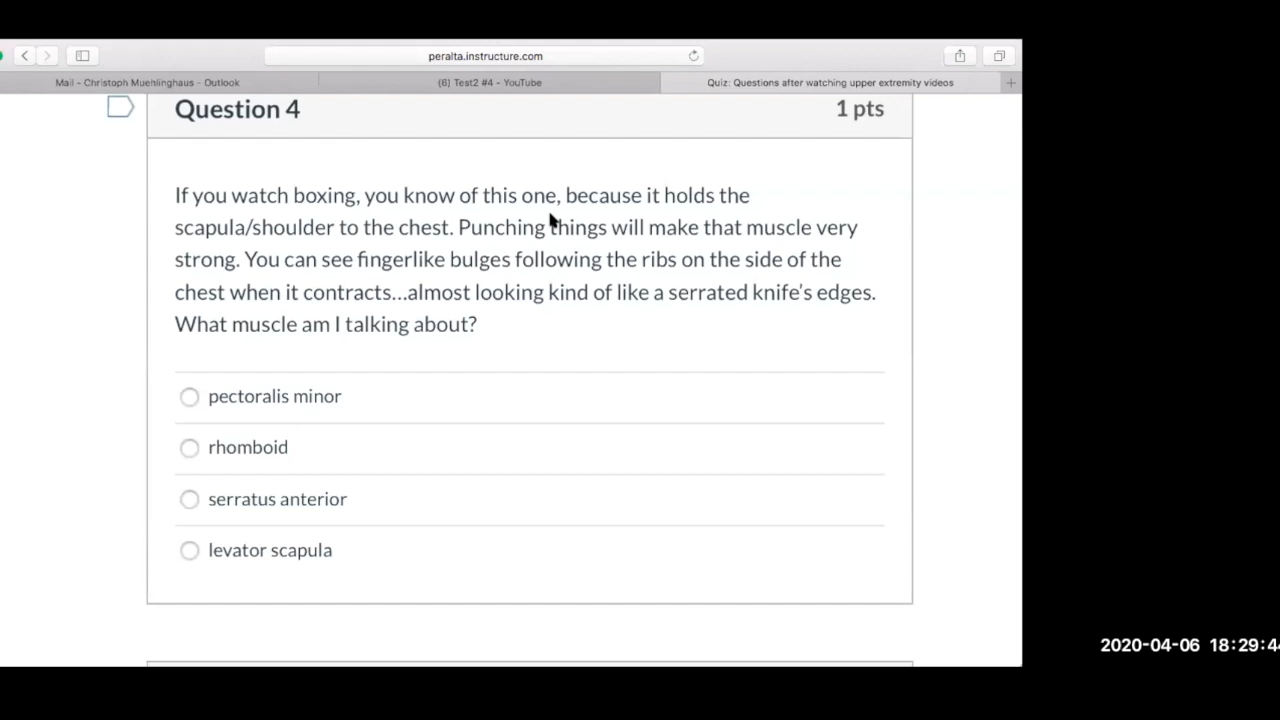 peralta.instructure.com
Mail – Christoph Muehlinghaus – Outlook
(6) Test2 #4 – YouTube
Quiz: Questions after watching upper extremity videos
Question 4
1 pts
If you watch boxing, you know of this one, because it holds the
scapula/shoulder to the chest. Punching things will make that muscle very
strong. You can see fingerlike bulges following the ribs on the side of the
chest when it contracts...almost looking kind of like a serrated knife's edges.
What muscle am I talking about?
pectoralis minor
rhomboid
serratus anterior
levator scapula
2020-04-06 18:29:4